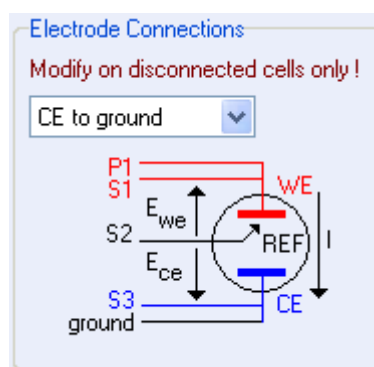 Electrode Connections
Modify on disconnected cells only !
CE to ground
P1
S1
WE
Ewe
S2
REF
I
Ece
S3
CE
ground